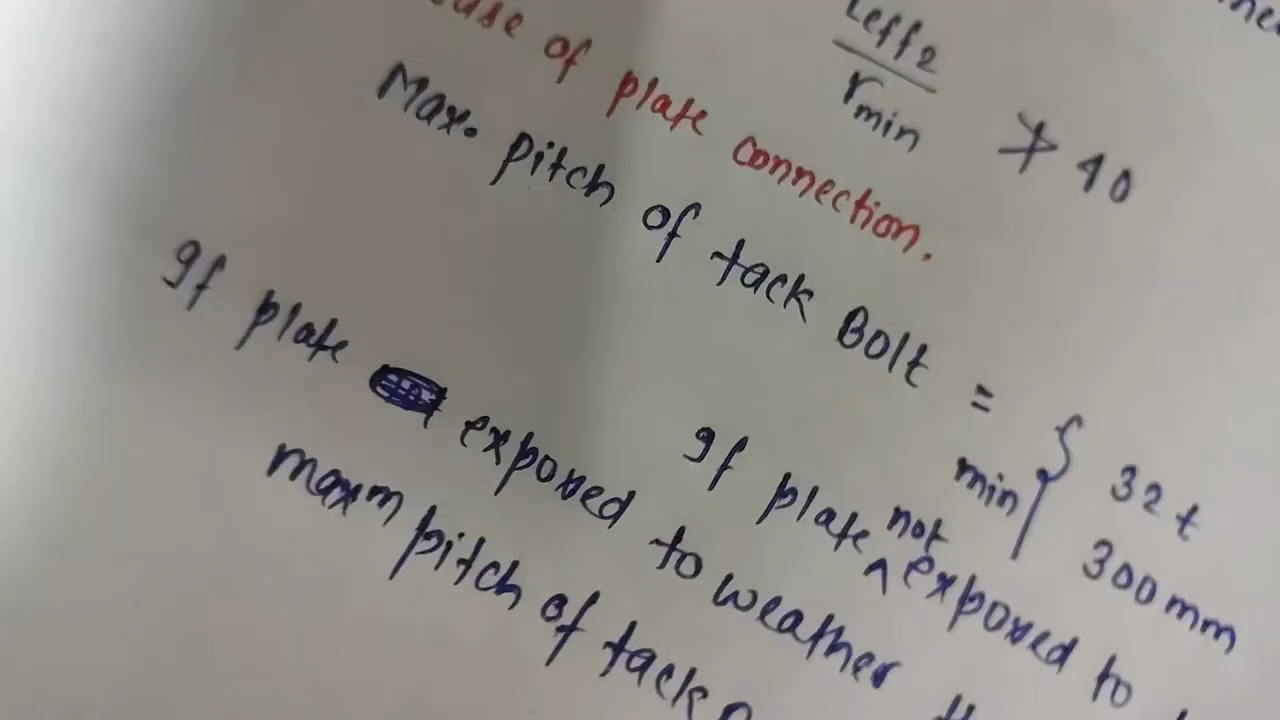 Leff2
rmin ≯ 40
of plate connection.
Max. pitch of tack Bolt = min { 32t
300mm
If plate not exposed to
If plate exposed to weather
maxm pitch of tack